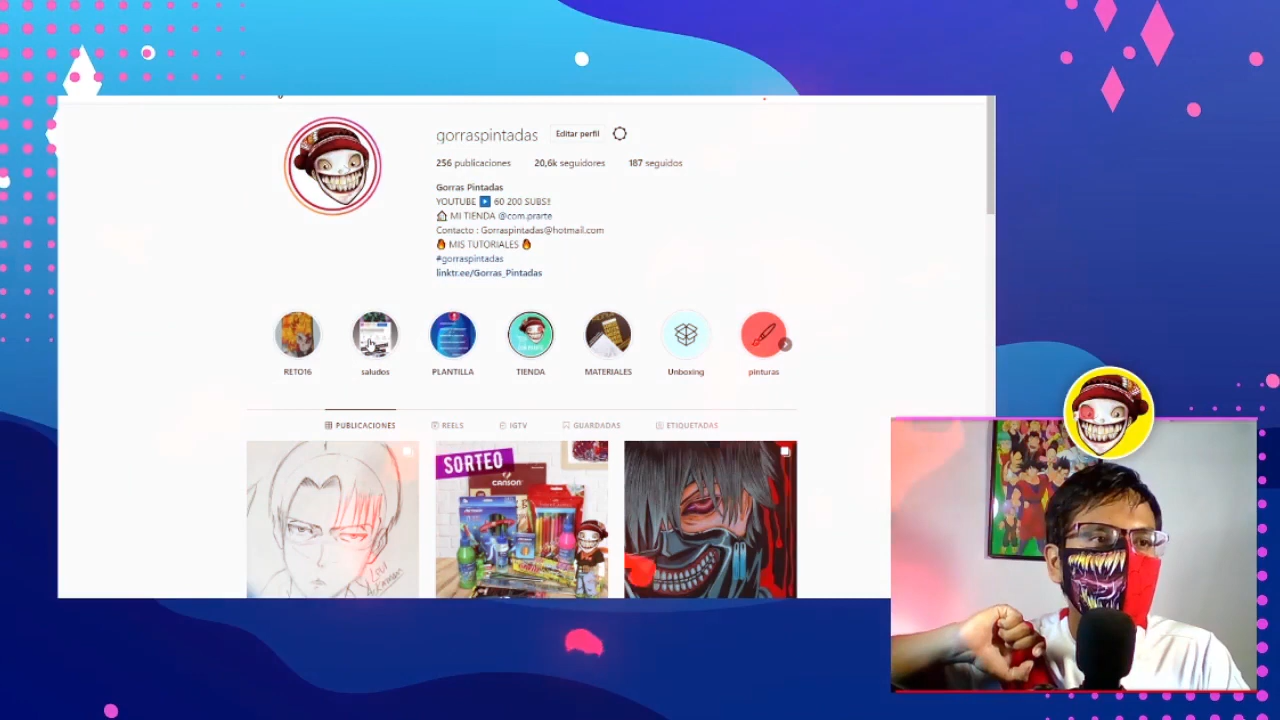 gorraspintadas Editar perfil
256 publicaciones 20,6k seguidores 187 seguidos
Gorras Pintadas
YOUTUBE ▶ 60 200 SUBS!!
🏠 MI TIENDA @com.prarte
Contacto : Gorraspintadas@hotmail.com
🔥 MIS TUTORIALES 🔥
#gorraspintadas
linktr.ee/Gorras_Pintadas
RETO16 saludos PLANTILLA TIENDA MATERIALES Unboxing pinturas
PUBLICACIONES REELS IGTV GUARDADAS ETIQUETADAS
SORTEO
CANSON